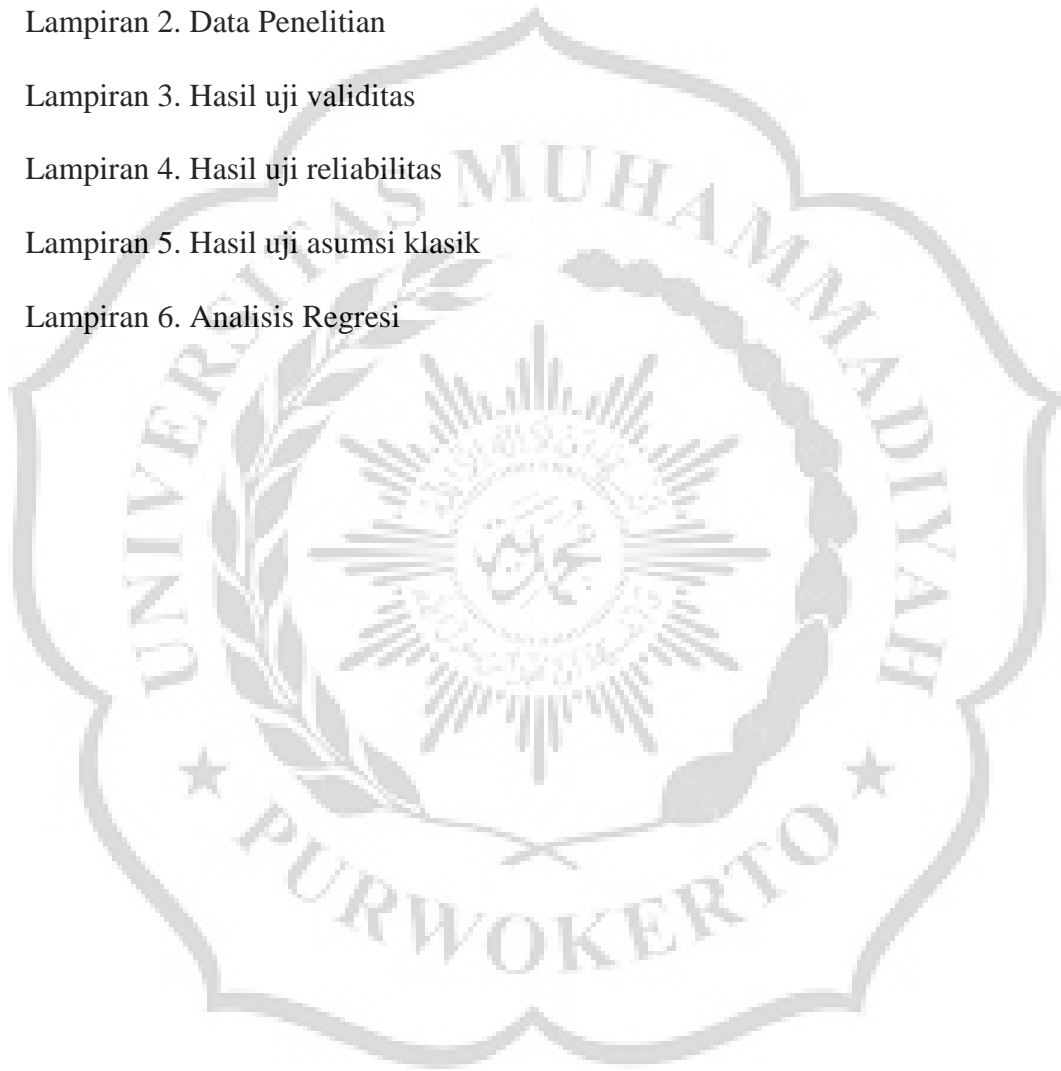 Lampiran 2. Data Penelitian
Lampiran 3. Hasil uji validitas
Lampiran 4. Hasil uji reliabilitas
Lampiran 5. Hasil uji asumsi klasik
Lampiran 6. Analisis Regresi
UNIVERSITAS MUHAMMADIYAH
PURWOKERTO